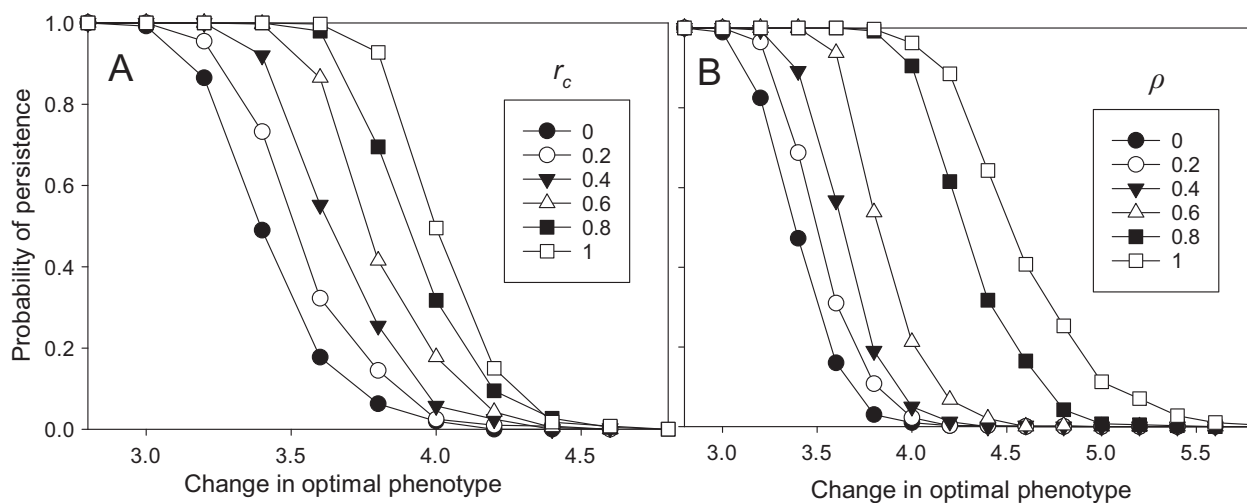 A
B
r_c
0
0.2
0.4
0.6
0.8
1
ρ
0
0.2
0.4
0.6
0.8
1
Probability of persistence
1.0
0.8
0.6
0.4
0.2
0.0
3.0 3.5 4.0 4.5
3.0 3.5 4.0 4.5 5.0 5.5
Change in optimal phenotype
Change in optimal phenotype